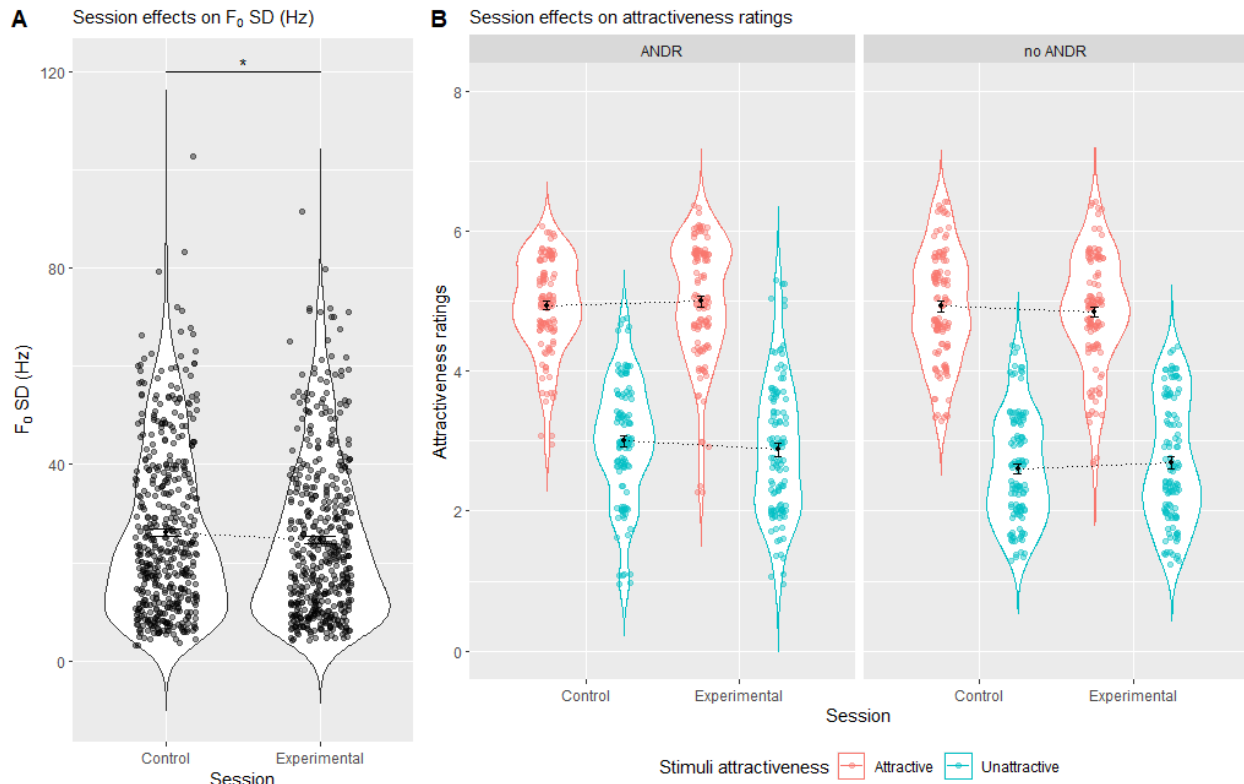 A Session effects on F₀ SD (Hz)
*
120
80
40
0
F₀ SD (Hz)
Control Experimental
Session
B Session effects on attractiveness ratings
ANDR no ANDR
8
6
4
2
0
Attractiveness ratings
Control Experimental Control Experimental
Session
Stimuli attractiveness Attractive Unattractive